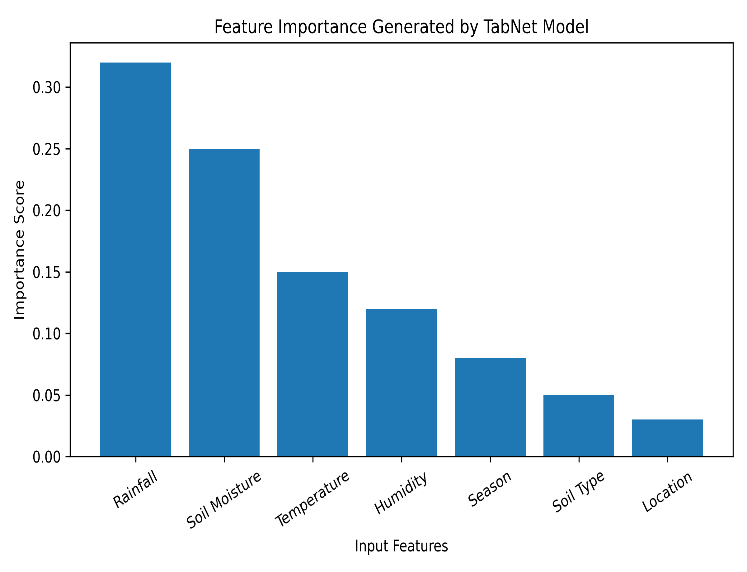 Feature Importance Generated by TabNet Model
Importance Score
0.30
0.25
0.20
0.15
0.10
0.05
0.00
Rainfall
Soil Moisture
Temperature
Humidity
Season
Soil Type
Location
Input Features